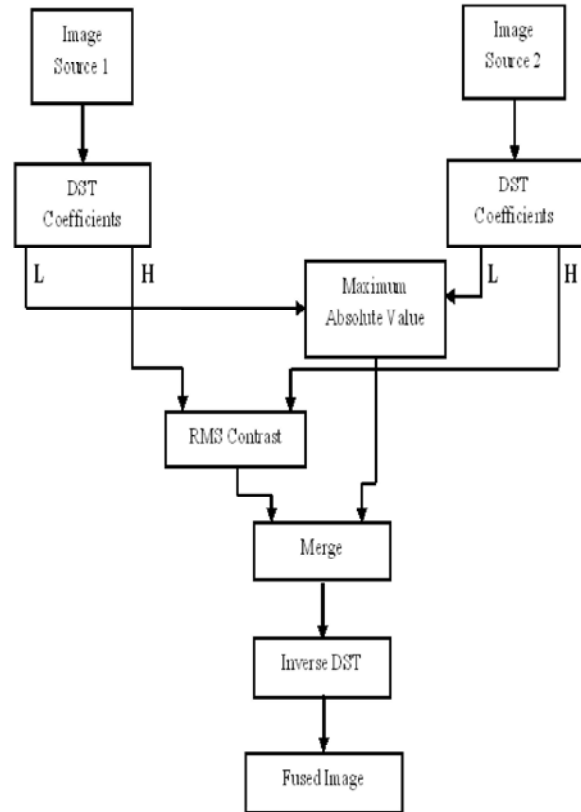 Image
Source 1
Image
Source 2
DST
Coefficients
DST
Coefficients
L
H
L
H
Maximum
Absolute Value
RMS Contrast
Merge
Inverse DST
Fused Image